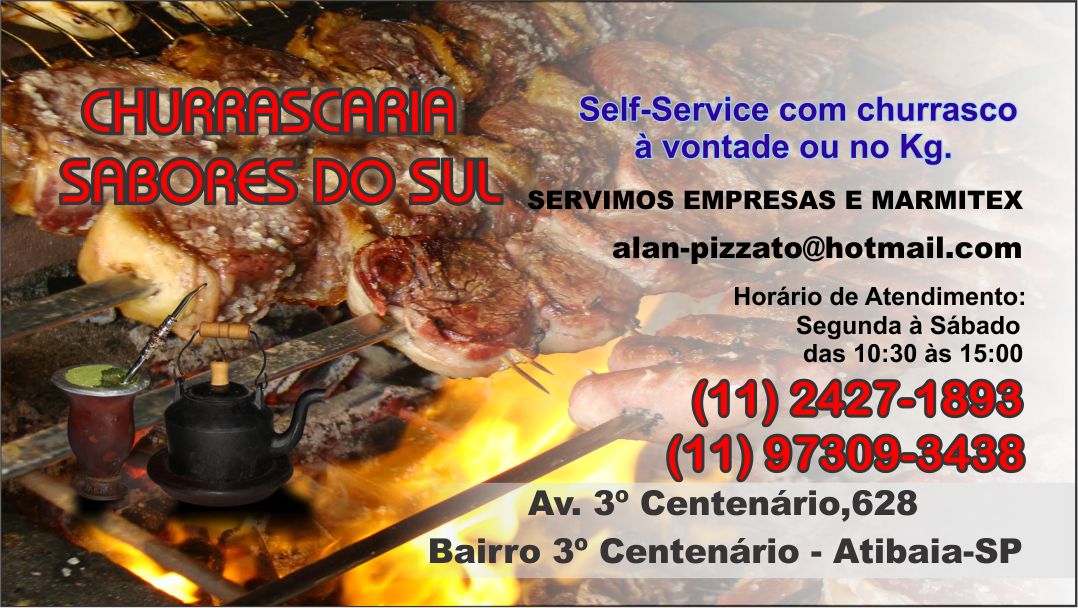 CHURRASCARIA
SABORES DO SUL
Self-Service com churrasco
à vontade ou no Kg.
SERVIMOS EMPRESAS E MARMITEX
alan-pizzato@hotmail.com
Horário de Atendimento:
Segunda à Sábado
das 10:30 às 15:00
(11) 2427-1893
(11) 97309-3438
Av. 3º Centenário,628
Bairro 3º Centenário - Atibaia-SP